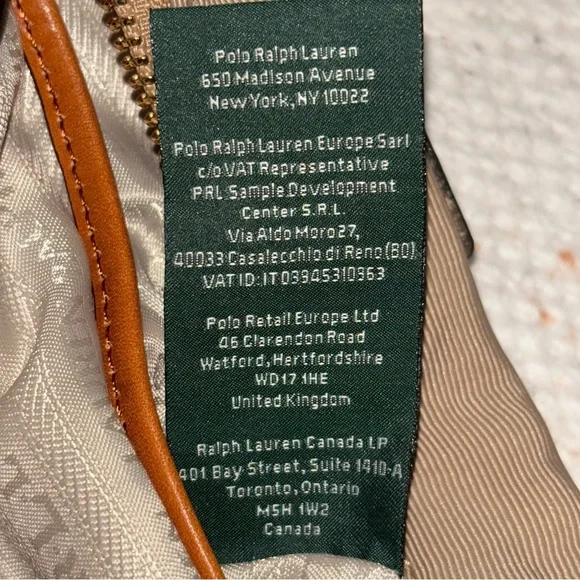 Polo Ralph Lauren
650 Madison Avenue
New York, NY 10022
Polo Ralph Lauren Europe Sarl
c/o VAT Representative
PRL Sample Development
Center S.R.L.
Via Aldo Moro 27,
40033 Casalecchio di Reno (BO)
VAT ID: IT 03945310963
Polo Retail Europe Ltd
46 Clarendon Road
Watford, Hertfordshire
WD17 1HE
United Kingdom
Ralph Lauren Canada LP
401 Bay Street, Suite 1410-A
Toronto, Ontario
M5H 1W2
Canada